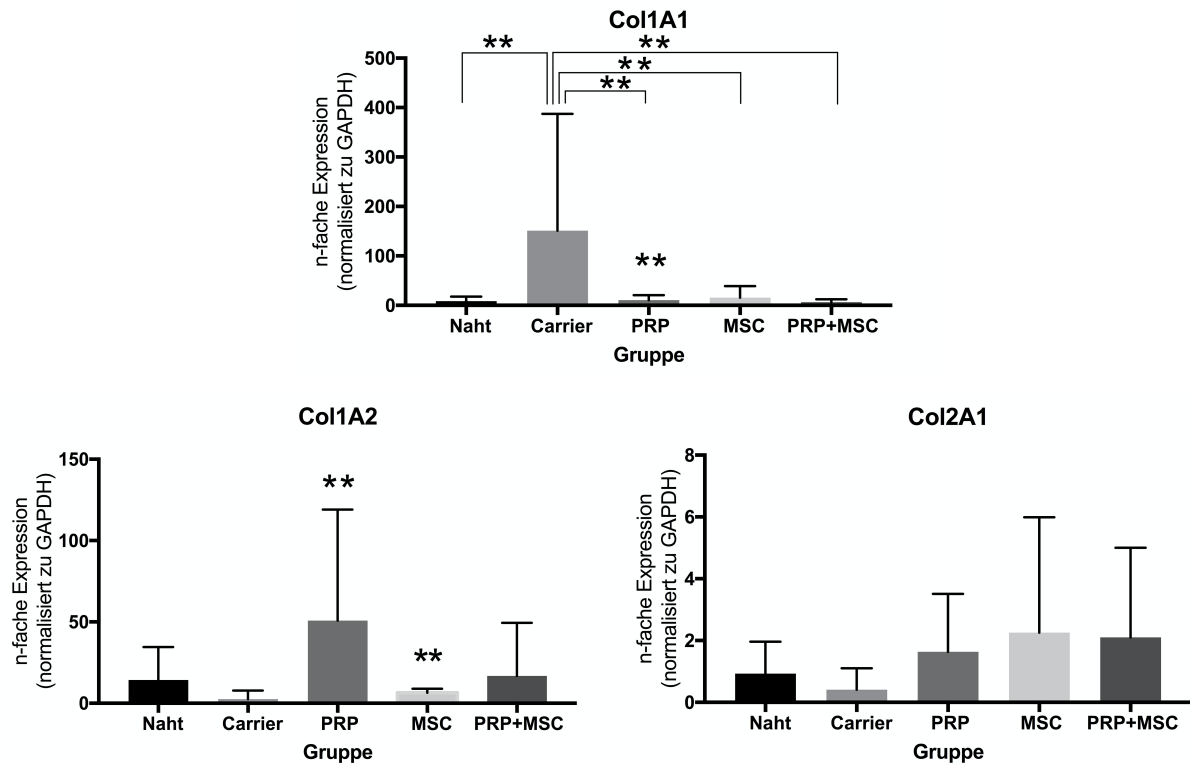 Col1A1
** **
**
**
500
400
300
200
100
0
n-fache Expression
(normalisiert zu GAPDH)
**
Naht Carrier PRP MSC PRP+MSC
Gruppe
Col1A2
150
100
50
0
n-fache Expression
(normalisiert zu GAPDH)
**
**
Naht Carrier PRP MSC PRP+MSC
Gruppe
Col2A1
8
6
4
2
0
n-fache Expression
(normalisiert zu GAPDH)
Naht Carrier PRP MSC PRP+MSC
Gruppe